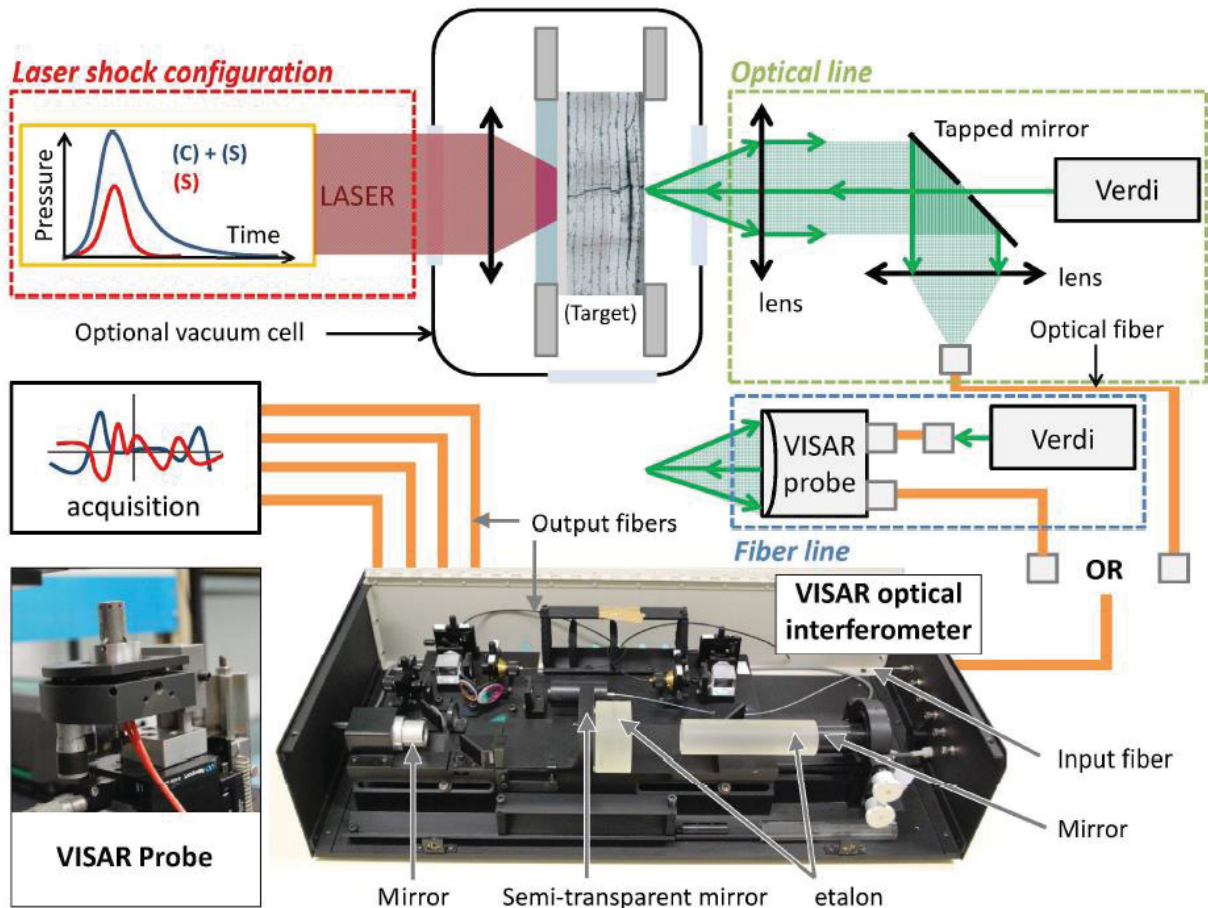 Laser shock configuration
Pressure
(C) + (S)
(S)
Time
LASER
Optional vacuum cell
(Target)
Optical line
Tapped mirror
Verdi
lens
lens
Optical fiber
VISAR
probe
Verdi
Fiber line
acquisition
Output fibers
OR
VISAR optical
interferometer
Input fiber
Mirror
VISAR Probe
Mirror
Semi-transparent mirror
etalon